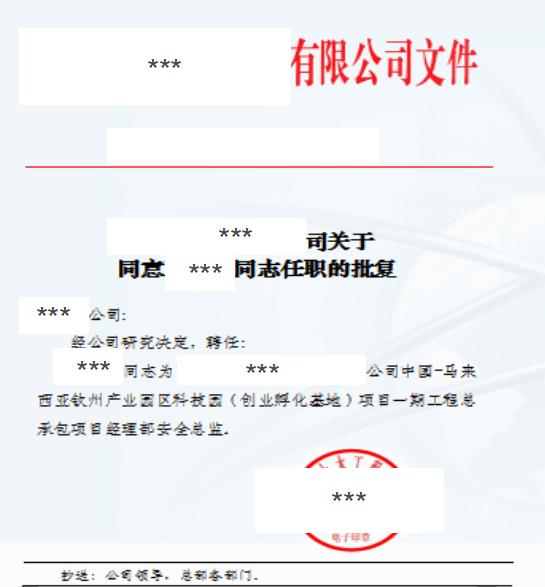 *** 有限公司文件
*** 司关于
同意 *** 同志任职的批复
*** 公司:
经公司研究决定，聘任:
*** 同志为 *** 公司中国-马来
西亚钦州产业园区科技园（创业孵化基地）项目一期工程总
承包项目经理部安全总监.
水工程
***
电子印章
抄送：公司领导，总部各部门.